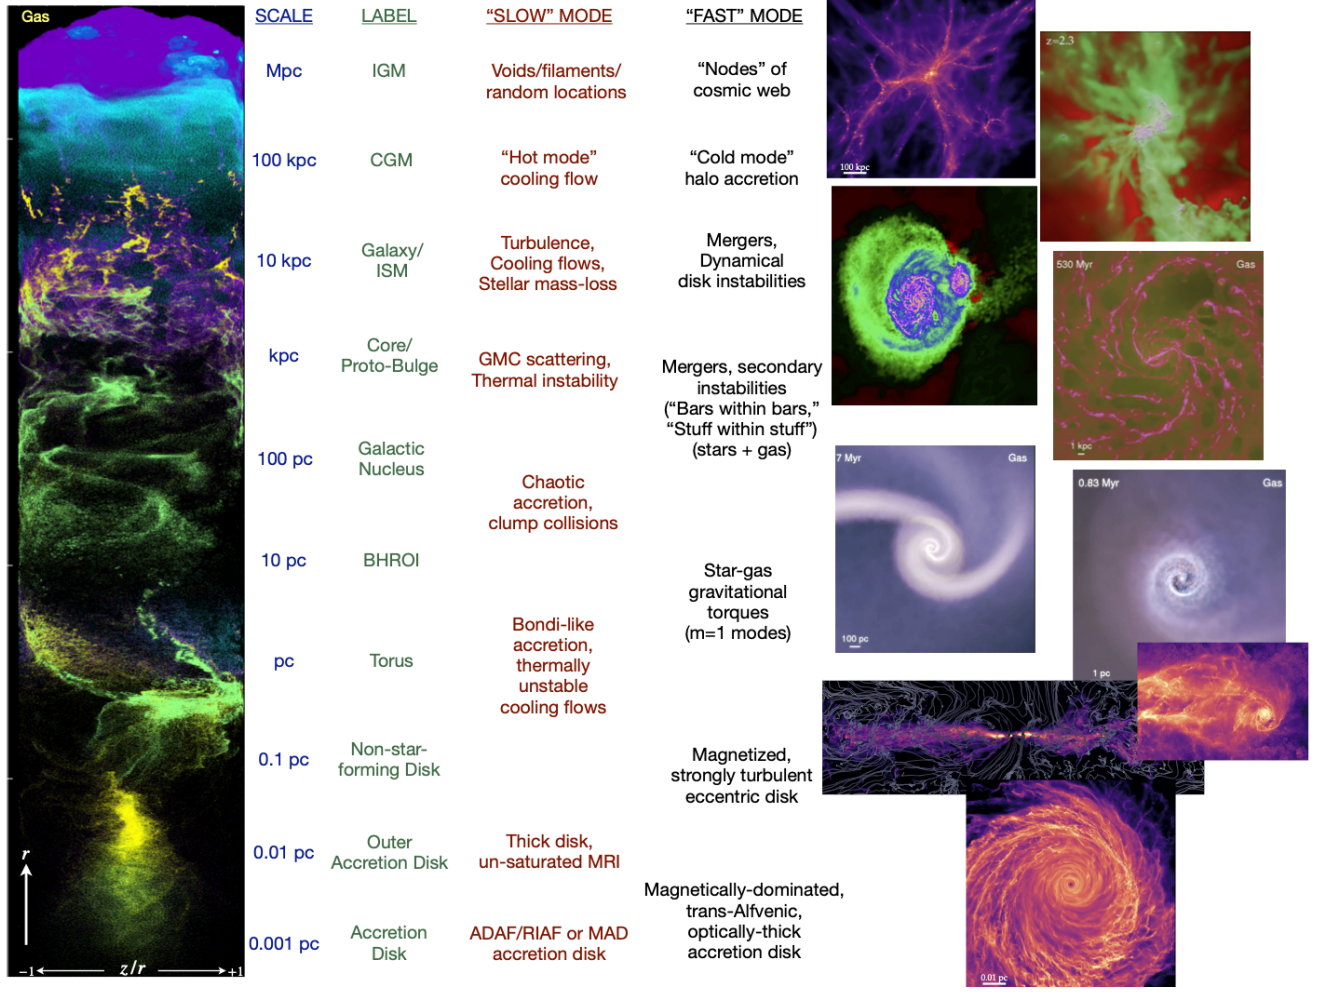 Gas
SCALE
LABEL
“SLOW” MODE
“FAST” MODE
Mpc
IGM
Voids/filaments/
random locations
“Nodes” of
cosmic web
100 kpc
CGM
“Hot mode”
cooling flow
“Cold mode”
halo accretion
10 kpc
Galaxy/
ISM
Turbulence,
Cooling flows,
Stellar mass-loss
Mergers,
Dynamical
disk instabilities
kpc
Core/
Proto-Bulge
GMC scattering,
Thermal instability
Mergers, secondary
instabilities
(“Bars within bars,”
“Stuff within stuff”)
(stars + gas)
100 pc
Galactic
Nucleus
Chaotic
accretion,
clump collisions
10 pc
BHROI
Star-gas
gravitational
torques
(m=1 modes)
pc
Torus
Bondi-like
accretion,
thermally
unstable
cooling flows
0.1 pc
Non-star-
forming Disk
Magnetized,
strongly turbulent
eccentric disk
0.01 pc
Outer
Accretion Disk
Thick disk,
un-saturated MRI
Magnetically-dominated,
trans-Alfvenic,
optically-thick
accretion disk
0.001 pc
Accretion
Disk
ADAF/RIAF or MAD
accretion disk
r
−1
z/r
+1
100 kpc
z=2.3
530 Myr
Gas
1 kpc
7 Myr
Gas
100 pc
0.83 Myr
Gas
1 pc
0.01 pc